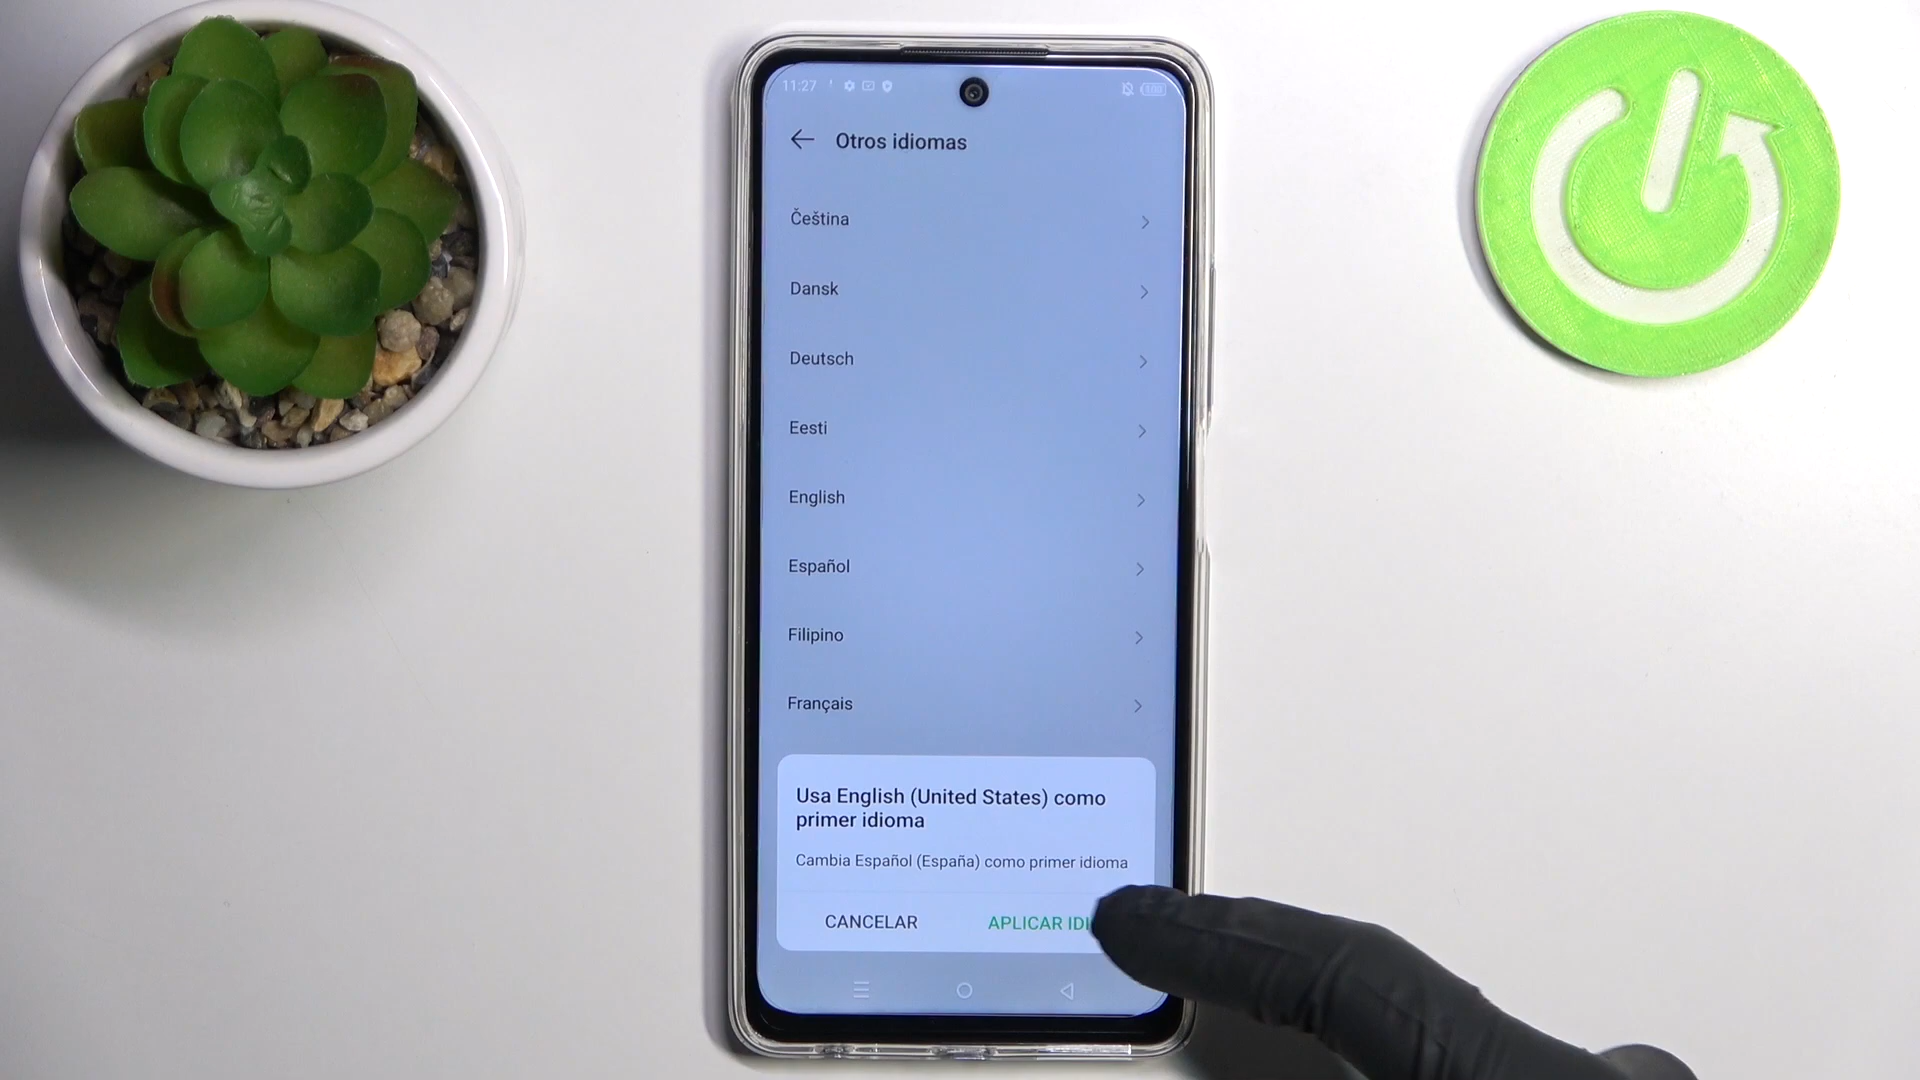 11:27
Otros idiomas
Čeština
Dansk
Deutsch
Eesti
English
Español
Filipino
Français
Usa English (United States) como
primer idioma
Cambia Español (España) como primer idioma
CANCELAR APLICAR